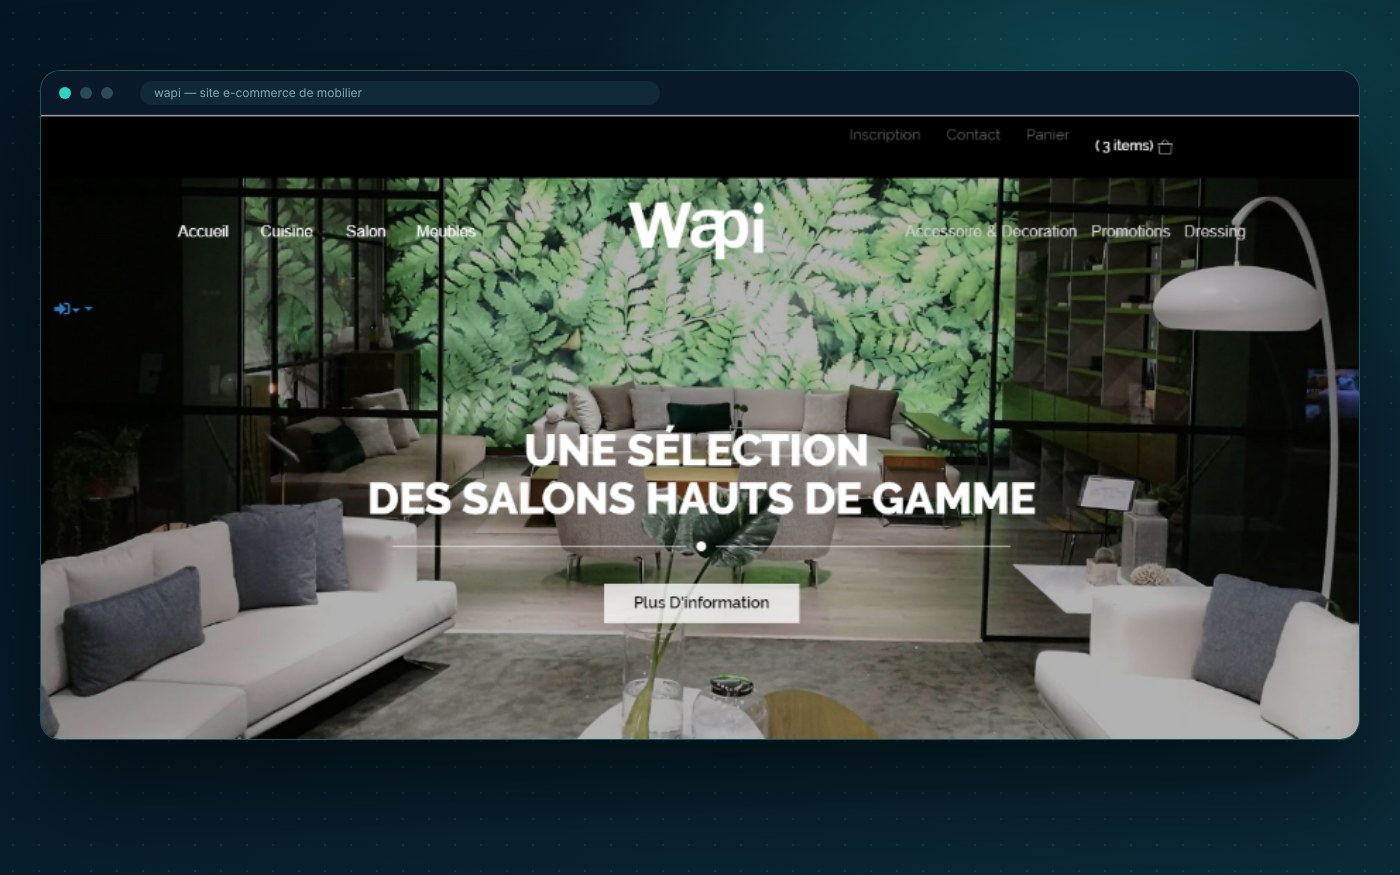 wapi — site e-commerce de mobilier
Inscription Contact Panier ( 3 items)
Accueil Cuisine Salon Meubles Wapi Accessoire & Decoration Promotions Dressing
UNE SÉLECTION
DES SALONS HAUTS DE GAMME
Plus D'information